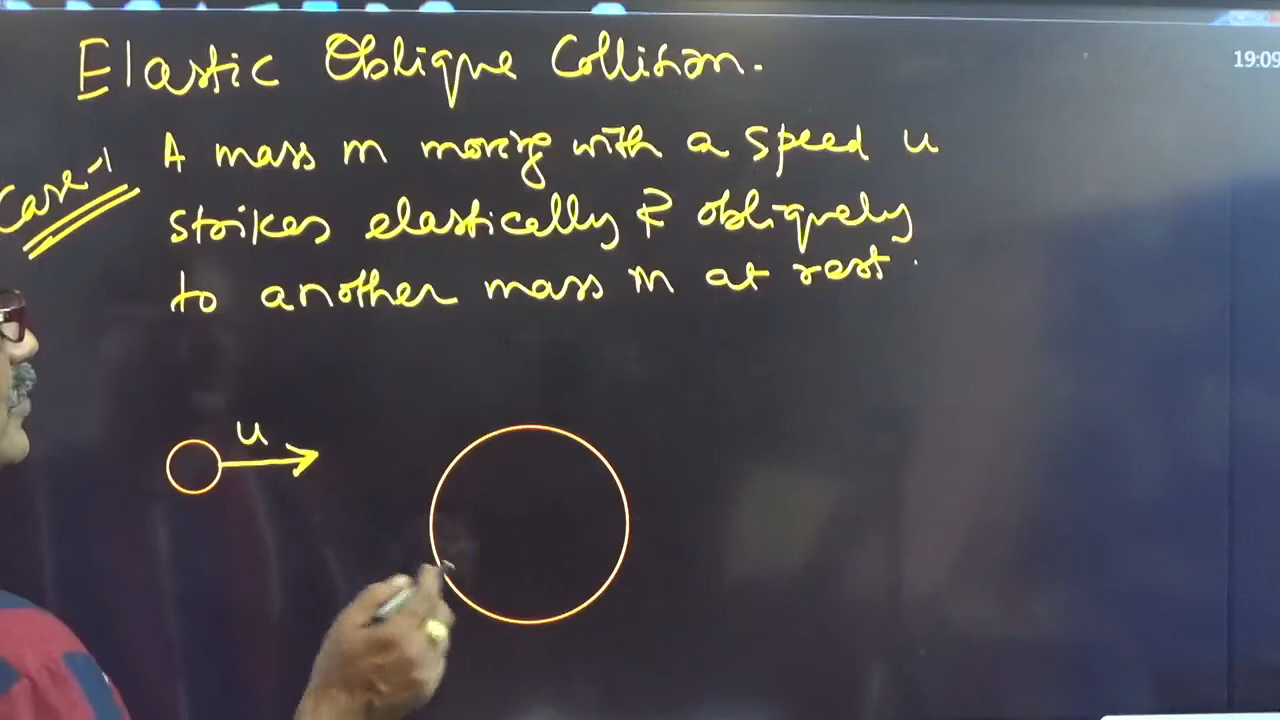 19:09
Elastic Oblique Collision.
Case-1
A mass m moving with a speed u
strikes elastically & obliquely
to another mass m at rest.
u